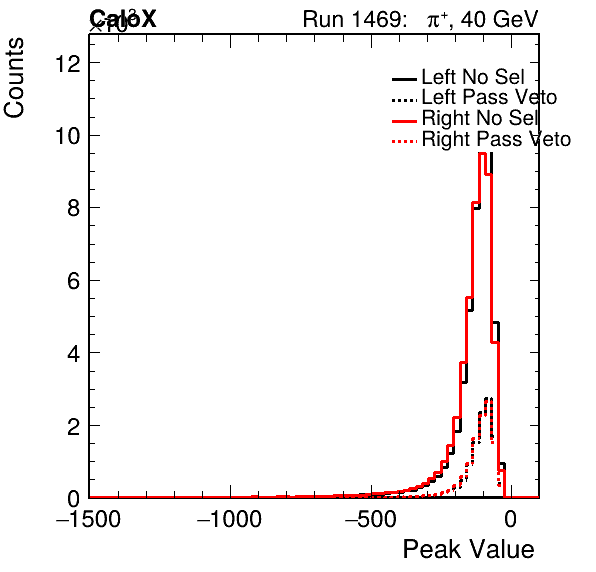 CaloX Run 1469: π⁺, 40 GeV
×10³
Counts
Left No Sel
Left Pass Veto
Right No Sel
Right Pass Veto
12
10
8
6
4
2
0
−1500 −1000 −500 0
Peak Value